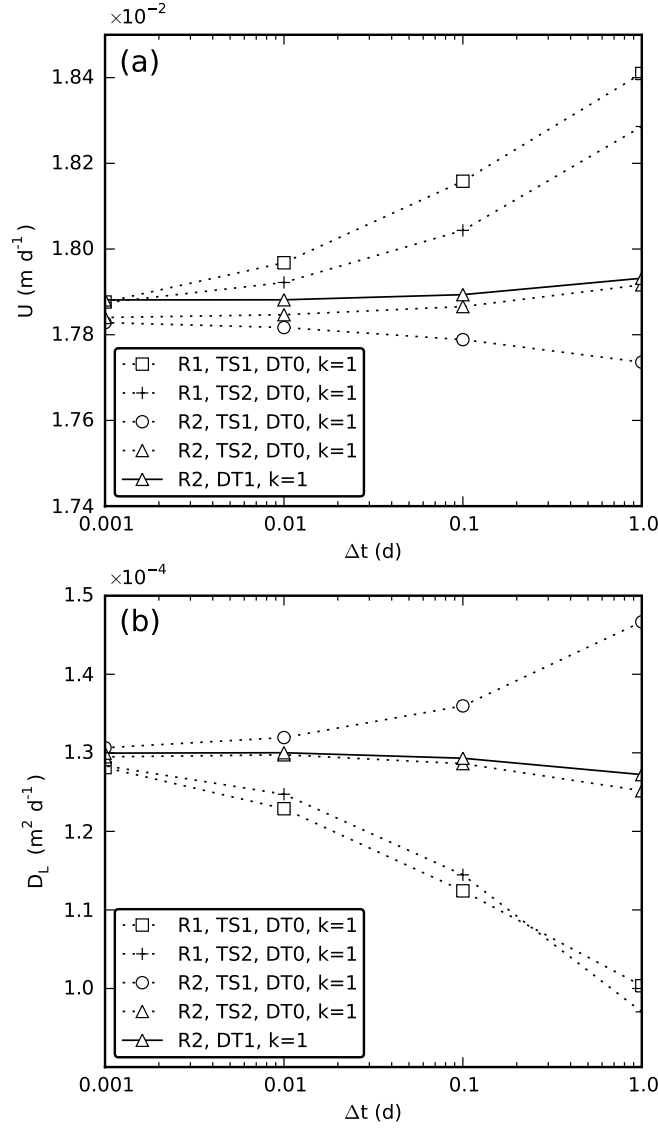 ×10⁻²
(a)
1.84
1.82
1.80
1.78
1.76
1.74
U (m d⁻¹)
R1, TS1, DT0, k=1
R1, TS2, DT0, k=1
R2, TS1, DT0, k=1
R2, TS2, DT0, k=1
R2, DT1, k=1
0.001 0.01 0.1 1.0
Δt (d)
×10⁻⁴
(b)
1.5
1.4
1.3
1.2
1.1
1.0
D_L (m² d⁻¹)
R1, TS1, DT0, k=1
R1, TS2, DT0, k=1
R2, TS1, DT0, k=1
R2, TS2, DT0, k=1
R2, DT1, k=1
0.001 0.01 0.1 1.0
Δt (d)